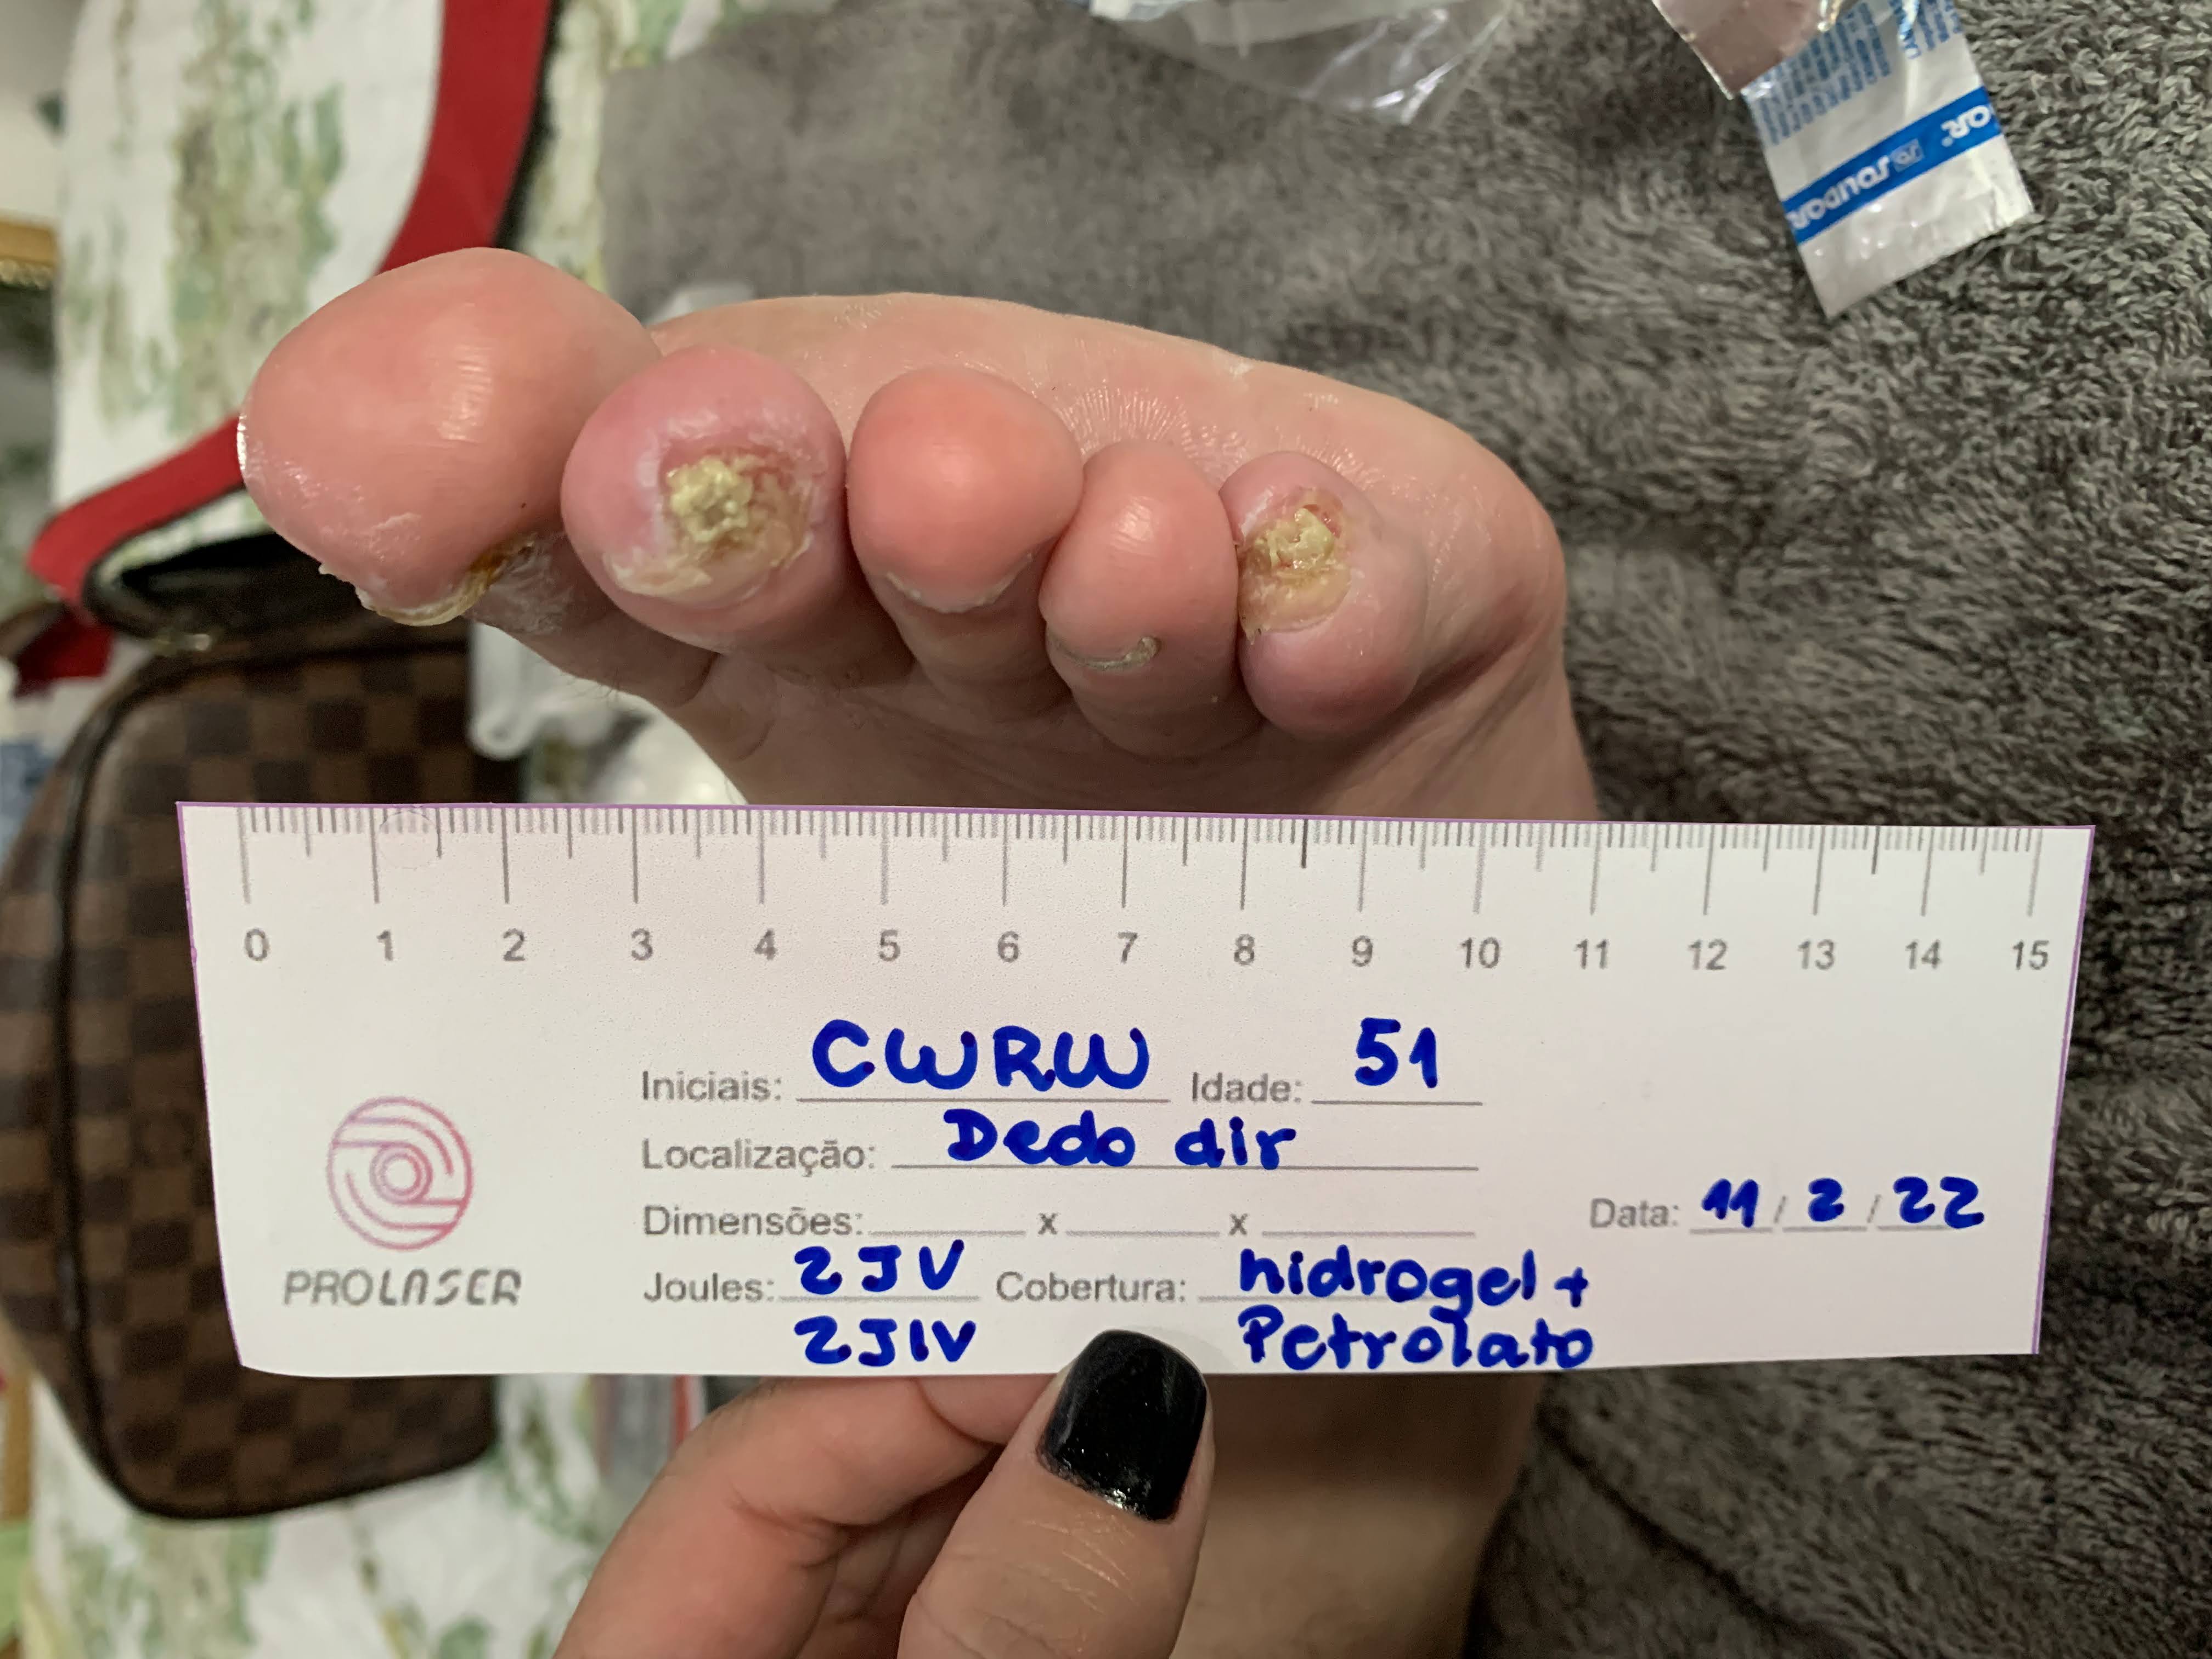 0 1 2 3 4 5 6 7 8 9 10 11 12 13 14 15
PROLASER
Iniciais: CWRW Idade: 51
Localização: Dedo dir
Dimensões: x x Data: 11/2/22
Joules: 2JV Cobertura: hidrogel +
2JIV Petrolato